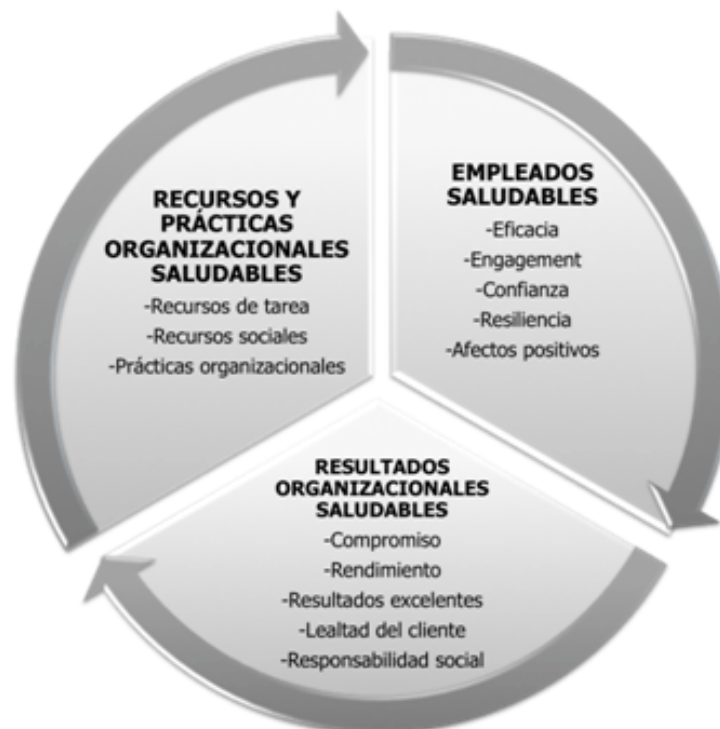 RECURSOS Y
PRÁCTICAS
ORGANIZACIONALES
SALUDABLES
-Recursos de tarea
-Recursos sociales
-Prácticas organizacionales
EMPLEADOS
SALUDABLES
-Eficacia
-Engagement
-Confianza
-Resiliencia
-Afectos positivos
RESULTADOS
ORGANIZACIONALES
SALUDABLES
-Compromiso
-Rendimiento
-Resultados excelentes
-Lealtad del cliente
-Responsabilidad social